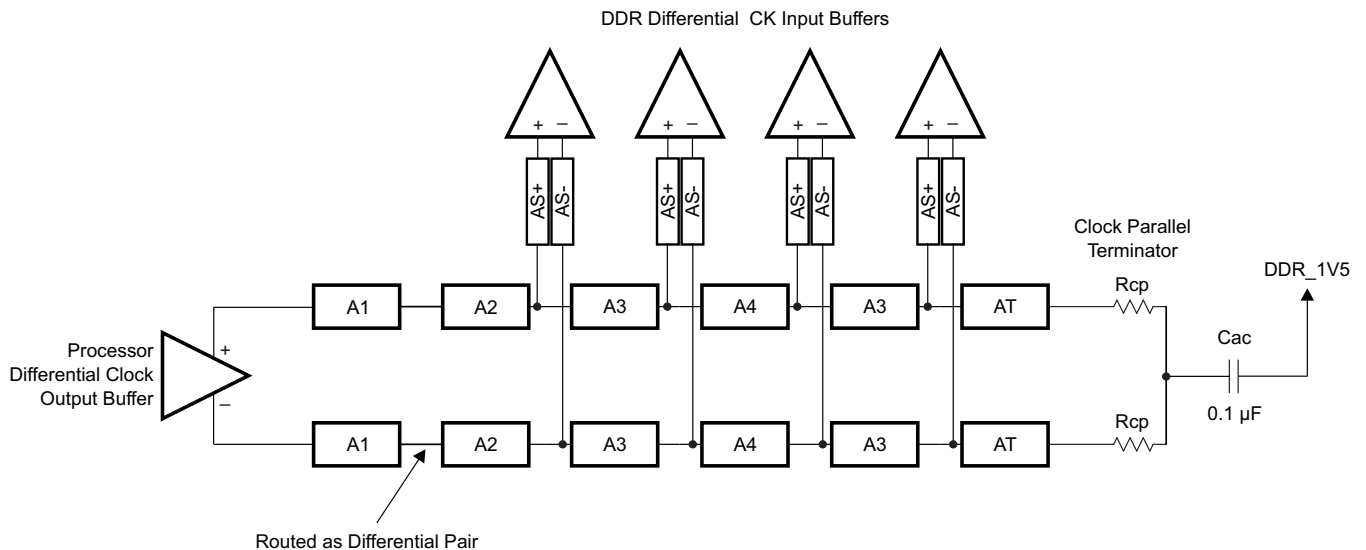 DDR Differential CK Input Buffers
+ − + − + − + −
AS+ AS- AS+ AS- AS+ AS- AS+ AS-
Clock Parallel
Terminator
DDR_1V5
A1 A2 A3 A4 A3 AT Rcp
Processor
Differential Clock
Output Buffer
+
−
Cac
0.1 µF
A1 A2 A3 A4 A3 AT Rcp
Routed as Differential Pair